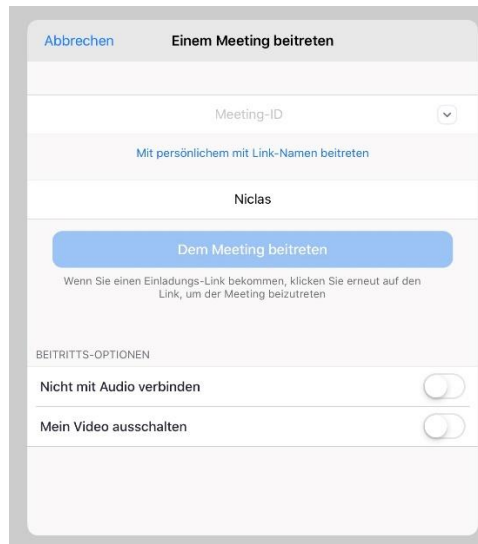 Abbrechen Einem Meeting beitreten
Meeting-ID
Mit persönlichem mit Link-Namen beitreten
Niclas
Dem Meeting beitreten
Wenn Sie einen Einladungs-Link bekommen, klicken Sie erneut auf den
Link, um der Meeting beizutreten
BEITRITTS-OPTIONEN
Nicht mit Audio verbinden
Mein Video ausschalten